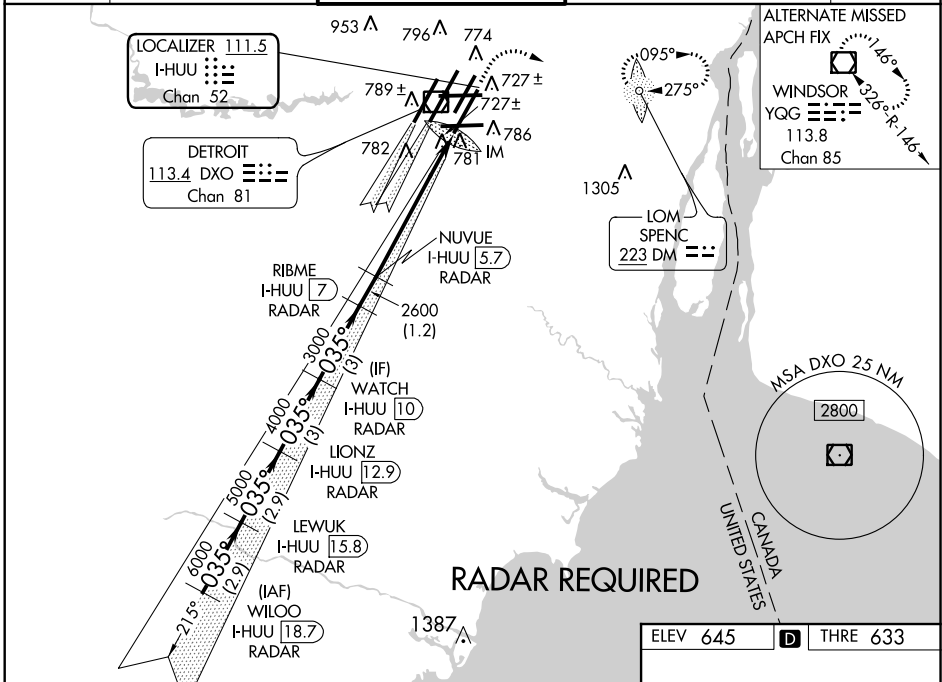 LOCALIZER 111.5
I-HUU
Chan 52
DETROIT
113.4 DXO
Chan 81
953
796
774
727 ±
789 ±
727±
786
782
781
IM
095°
275°
1305
LOM
SPENC
223 DM
ALTERNATE MISSED
APCH FIX
146°
326°
R-146
WINDSOR
YQG
113.8
Chan 85
NUVUE
I-HUU 5.7
RADAR
RIBME
I-HUU 7
RADAR
2600
(1.2)
3000
035°
(3)
(IF)
WATCH
I-HUU 10
RADAR
4000
035°
(3)
LIONZ
I-HUU 12.9
RADAR
5000
035°
(2.9)
LEWUK
I-HUU 15.8
RADAR
6000
035°
(2.9)
(IAF)
WILOO
I-HUU 18.7
RADAR
215°
RADAR REQUIRED
1387
MSA DXO 25 NM
2800
CANADA
UNITED STATES
ELEV 645 D THRE 633